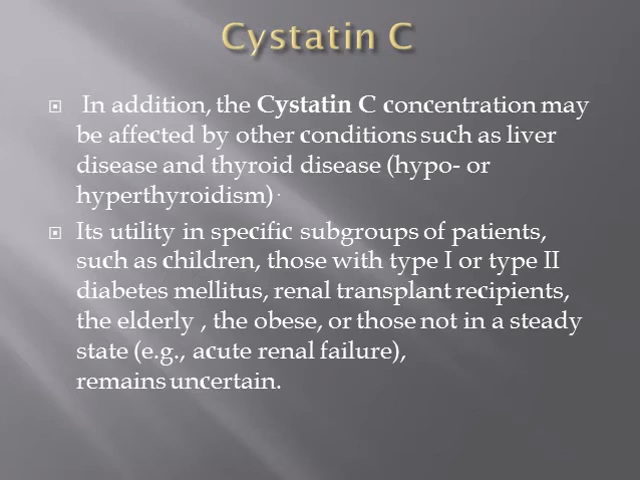 Cystatin C
In addition, the Cystatin C concentration may
be affected by other conditions such as liver
disease and thyroid disease (hypo- or
hyperthyroidism).
Its utility in specific subgroups of patients,
such as children, those with type I or type II
diabetes mellitus, renal transplant recipients,
the elderly , the obese, or those not in a steady
state (e.g., acute renal failure),
remains uncertain.